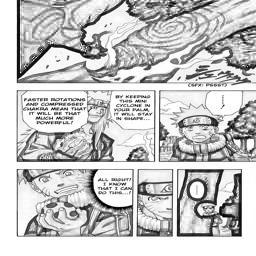 (SFX: PSSST)
FASTER ROTATIONS
AND COMPRESSED
CHAKRA MEAN THAT
IT WILL BE THAT
MUCH MORE
POWERFUL!
BY KEEPING
THIS MINI
CYCLONE IN
YOUR PALM,
IT WILL STAY
IN SHAPE...
ALL RIGHT!
I KNOW
THAT I CAN
DO THIS...!